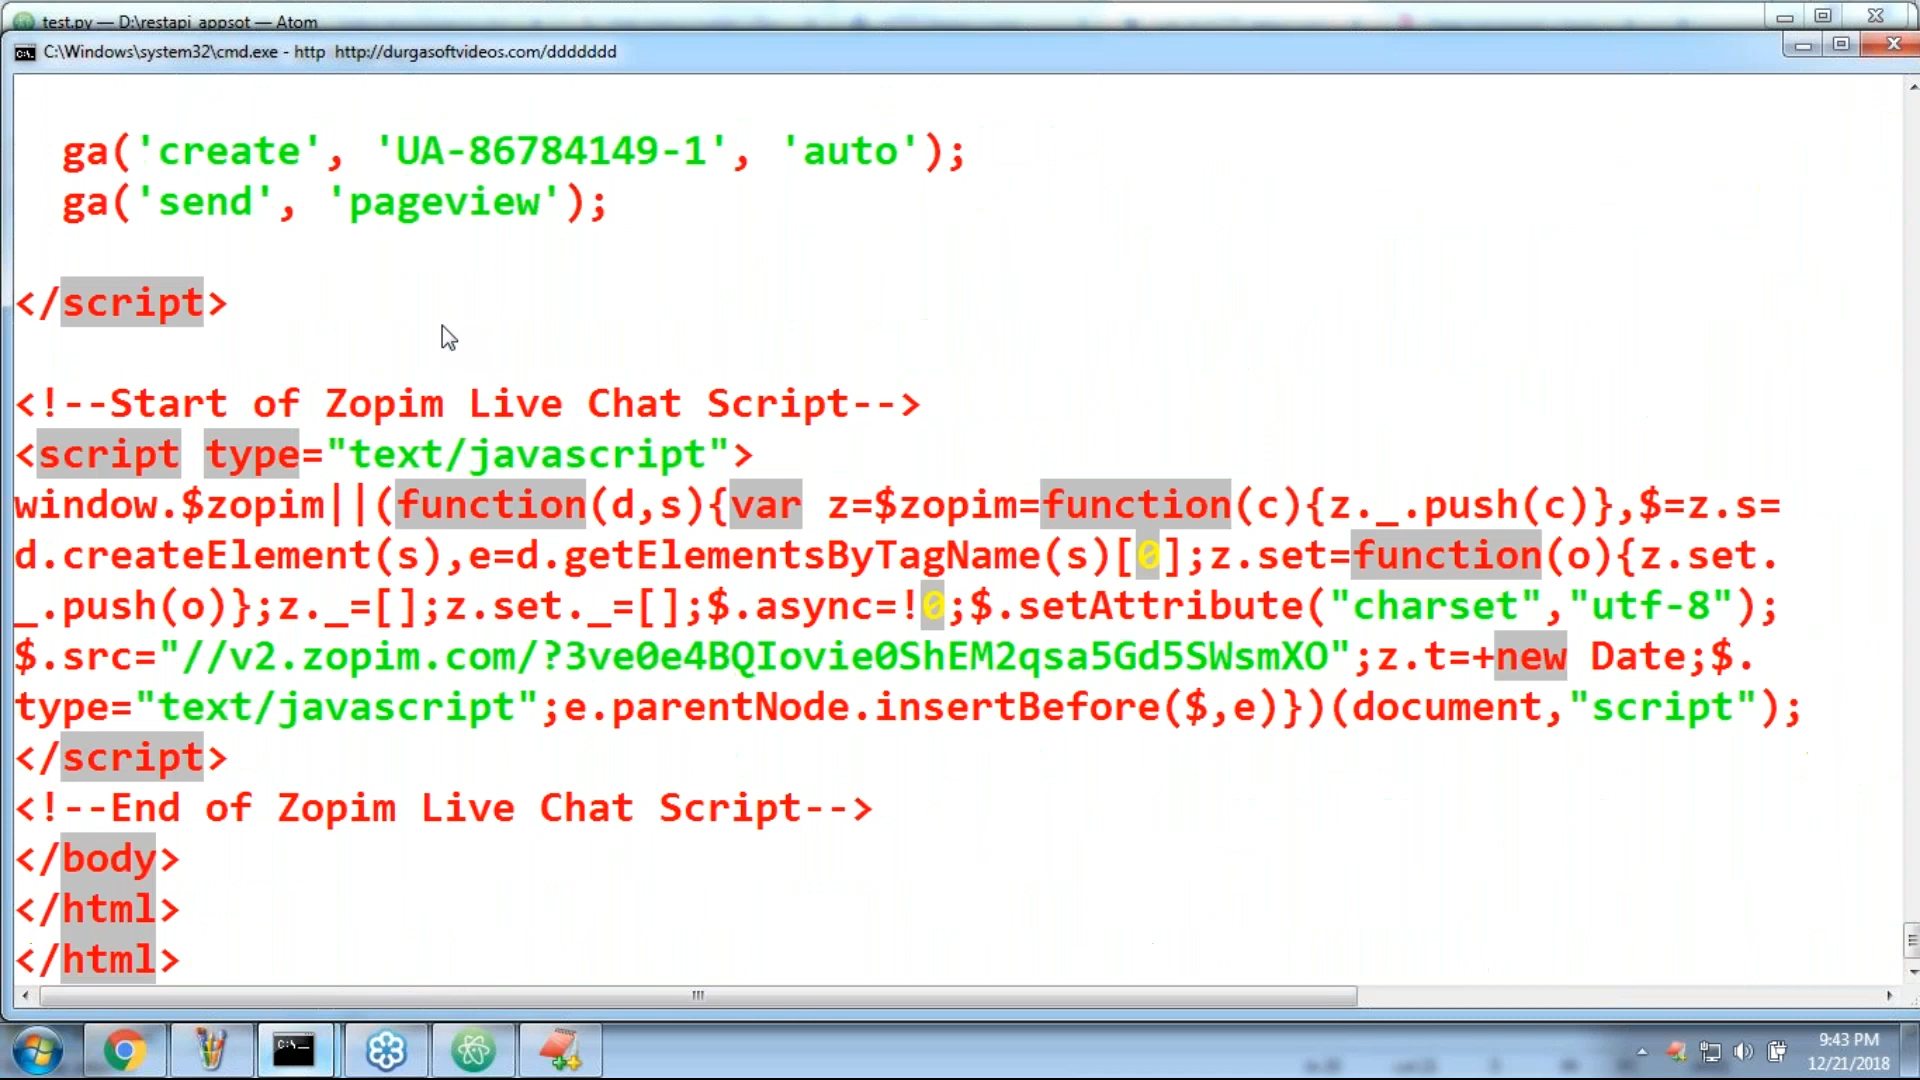 test.py — D:\restapi_appsot — Atom
C:\Windows\system32\cmd.exe - http  http://durgasoftvideos.com/ddddddd
ga('create', 'UA-86784149-1', 'auto');
ga('send', 'pageview');
</script>
<!--Start of Zopim Live Chat Script-->
<script type="text/javascript">
window.$zopim||(function(d,s){var z=$zopim=function(c){z._.push(c)},$=z.s=
d.createElement(s),e=d.getElementsByTagName(s)[0];z.set=function(o){z.set.
_.push(o)};z._=[];z.set._=[];$.async=!0;$.setAttribute("charset","utf-8");
$.src="//v2.zopim.com/?3ve0e4BQIovie0ShEM2qsa5Gd5SWsmXO";z.t=+new Date;$.
type="text/javascript";e.parentNode.insertBefore($,e)})(document,"script");
</script>
<!--End of Zopim Live Chat Script-->
</body>
</html>
</html>
9:43 PM
12/21/2018